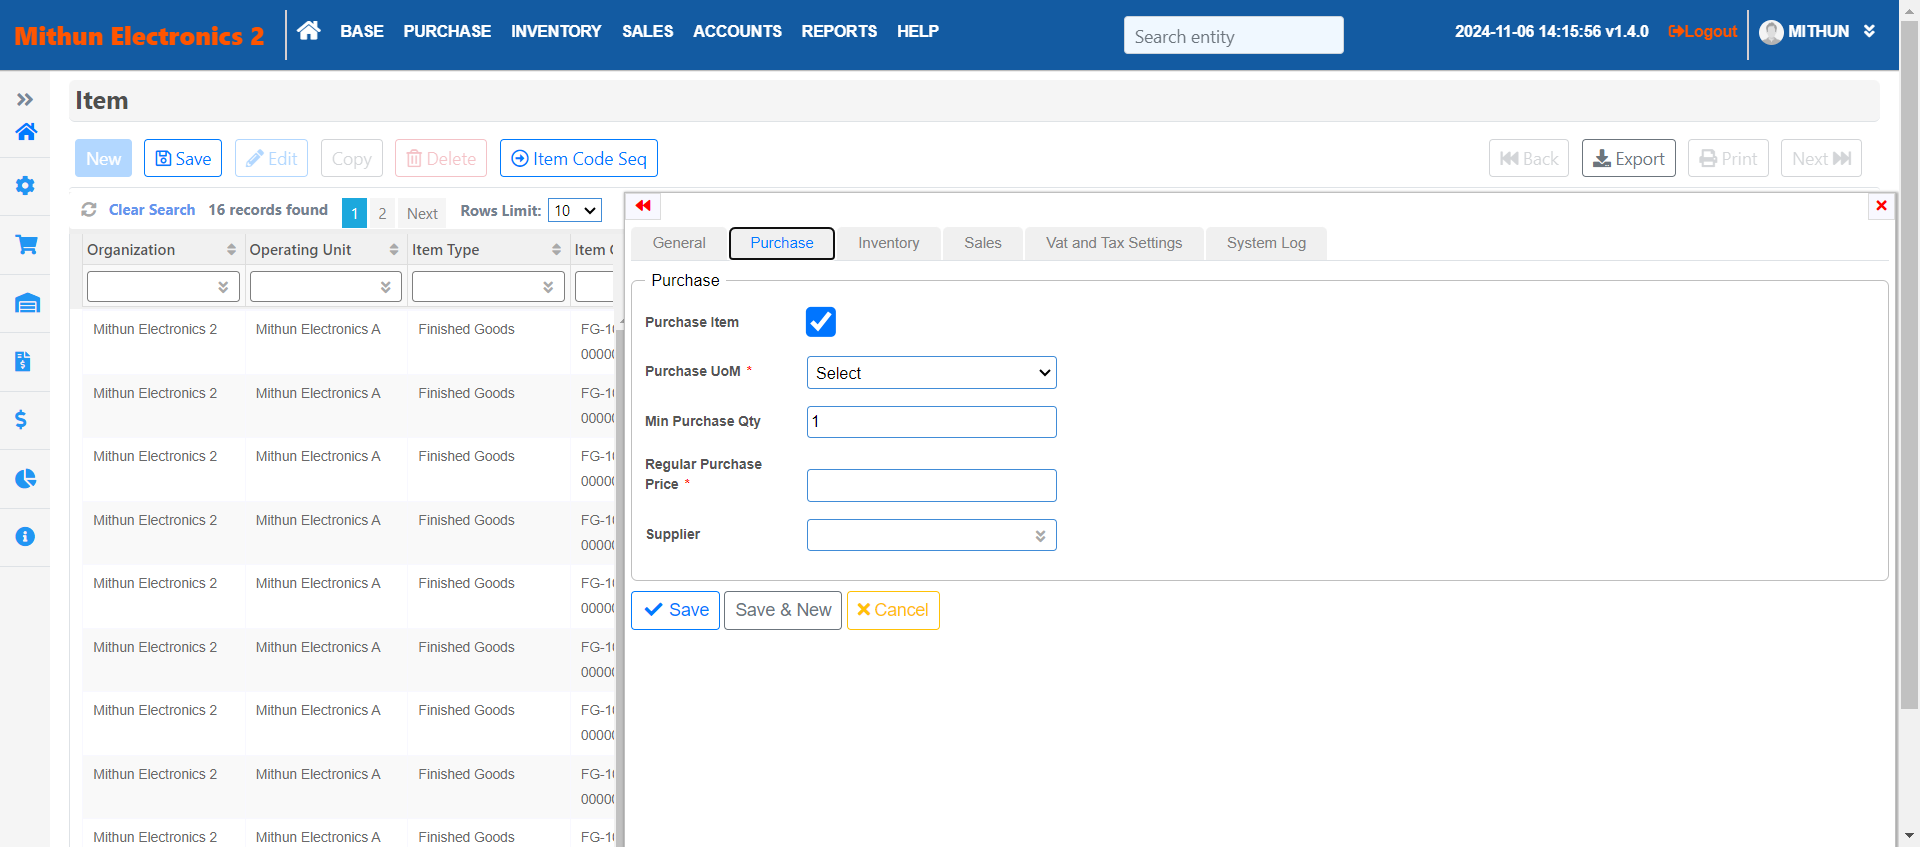 Mithun Electronics 2
BASE PURCHASE INVENTORY SALES ACCOUNTS REPORTS HELP
Search entity
2024-11-06 14:15:56 v1.4.0
Logout
MITHUN
Item
New Save Edit Copy Delete Item Code Seq
Back Export Print Next
Clear Search 16 records found 1 2 Next Rows Limit: 10
Organization Operating Unit Item Type Item
General Purchase Inventory Sales Vat and Tax Settings System Log
Mithun Electronics 2 Mithun Electronics A Finished Goods FG-1
0000
Mithun Electronics 2 Mithun Electronics A Finished Goods FG-1
0000
Mithun Electronics 2 Mithun Electronics A Finished Goods FG-1
0000
Mithun Electronics 2 Mithun Electronics A Finished Goods FG-1
0000
Mithun Electronics 2 Mithun Electronics A Finished Goods FG-1
0000
Mithun Electronics 2 Mithun Electronics A Finished Goods FG-1
0000
Mithun Electronics 2 Mithun Electronics A Finished Goods FG-1
0000
Mithun Electronics 2 Mithun Electronics A Finished Goods FG-1
0000
Mithun Electronics 2 Mithun Electronics A Finished Goods FG-1
Purchase
Purchase Item
Purchase UoM * Select
Min Purchase Qty 1
Regular Purchase
Price *
Supplier
Save Save & New Cancel